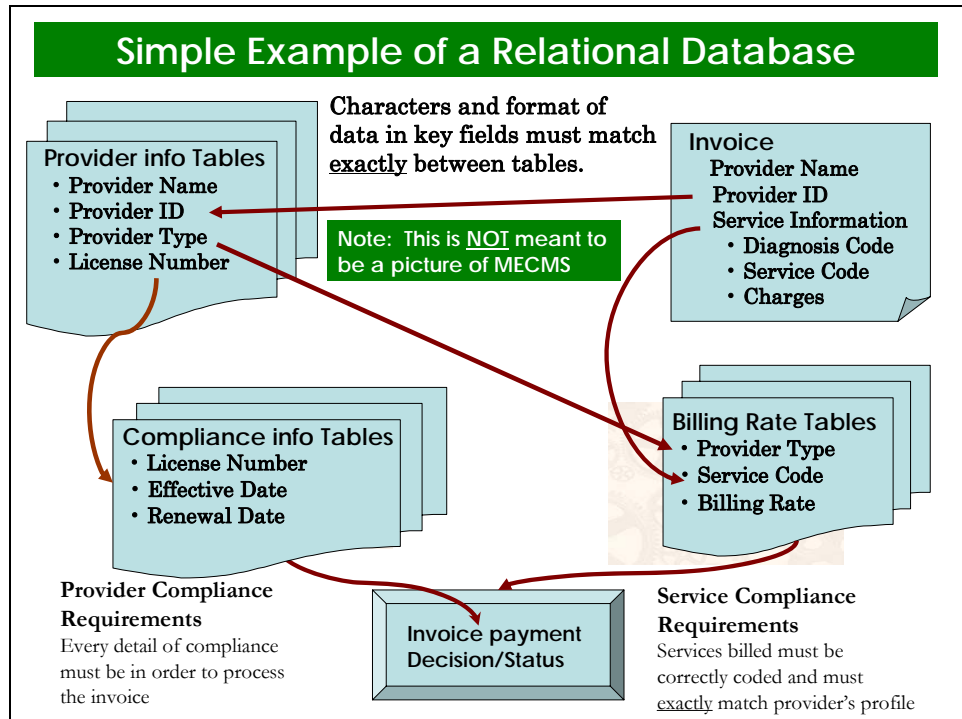 Simple Example of a Relational Database
Characters and format of
data in key fields must match
exactly between tables.
Provider info Tables
• Provider Name
• Provider ID
• Provider Type
• License Number
Invoice
Provider Name
Provider ID
Service Information
• Diagnosis Code
• Service Code
• Charges
Note: This is NOT meant to
be a picture of MECMS
Compliance info Tables
• License Number
• Effective Date
• Renewal Date
Billing Rate Tables
• Provider Type
• Service Code
• Billing Rate
Provider Compliance
Requirements
Every detail of compliance
must be in order to process
the invoice
Invoice payment
Decision/Status
Service Compliance
Requirements
Services billed must be
correctly coded and must
exactly match provider's profile